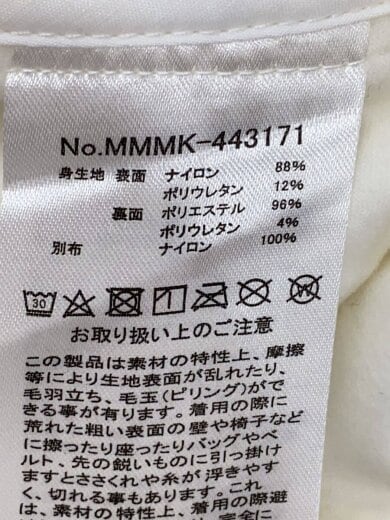 No.MMMK-443171
身生地 表面 ナイロン 88%
ポリウレタン 12%
裏面 ポリエステル 96%
ポリウレタン 4%
別布 ナイロン 100%
30 W
お取り扱い上のご注意
この製品は素材の特性上、摩擦
等により生地表面が乱れたり、
毛羽立ち、毛玉(ピリング)がで
きる事が有ります。着用の際に
荒れた粗い表面の壁や椅子など
に擦ったり座ったりバッグやベ
ルト、先の鋭いものに引っ掛け
ますとささくれや糸が浮きやす
く、切れる事もあります。これ
は、素材の特性上、着用の際避